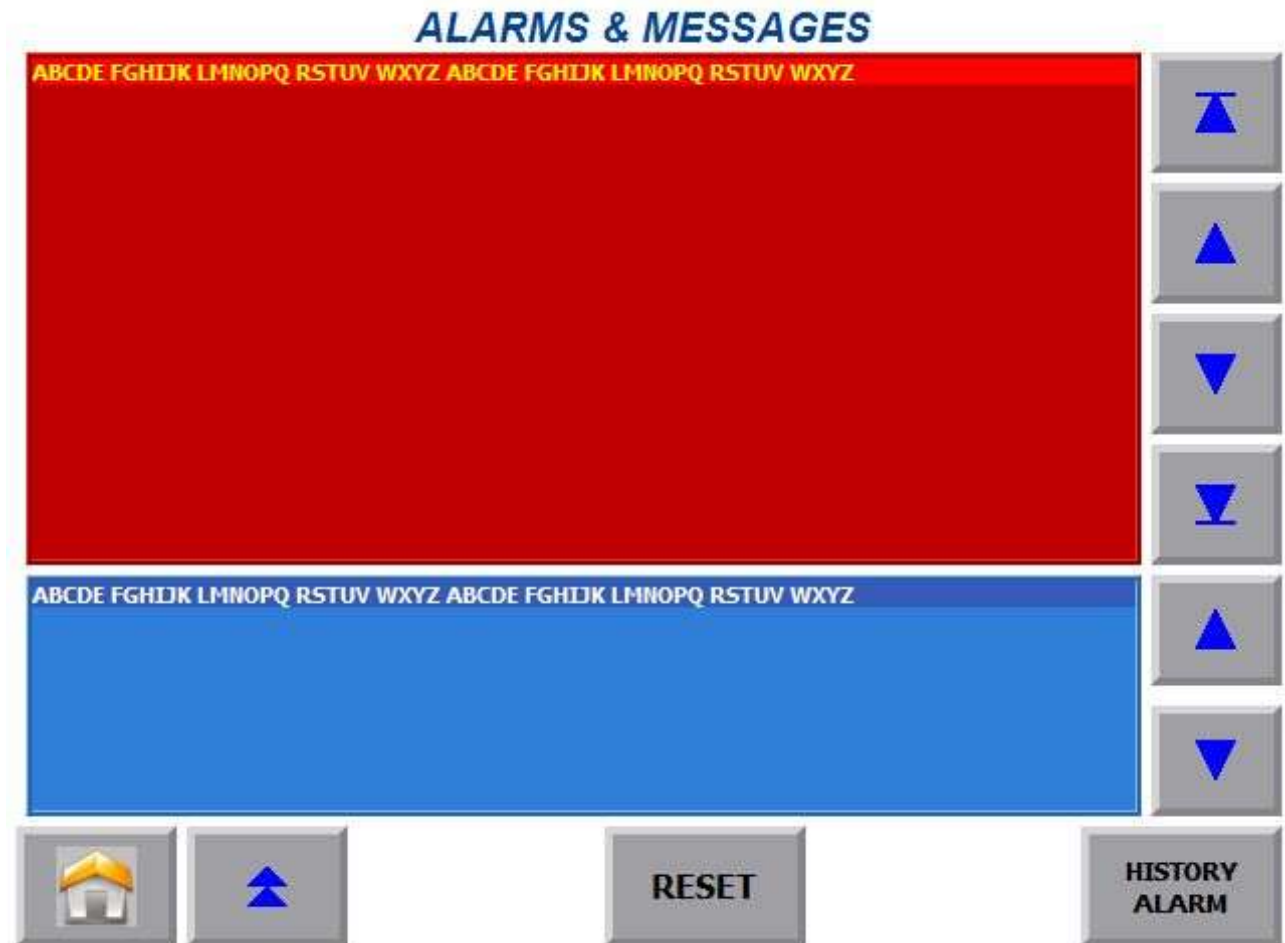 ALARMS & MESSAGES
ABCDE FGHIJK LMNOPQ RSTUV WXYZ ABCDE FGHIJK LMNOPQ RSTUV WXYZ
ABCDE FGHIJK LMNOPQ RSTUV WXYZ ABCDE FGHIJK LMNOPQ RSTUV WXYZ
RESET
HISTORY
ALARM